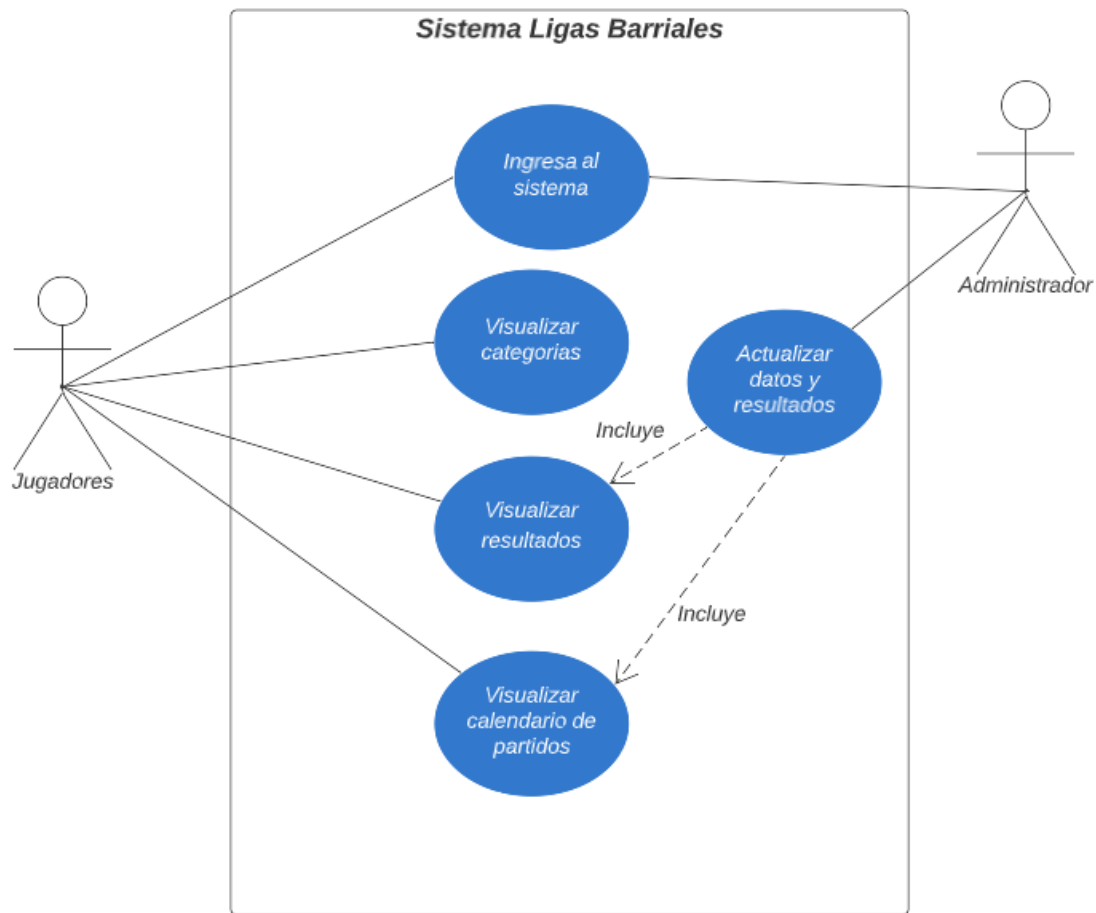 Sistema Ligas Barriales
Ingresa al
sistema
Administrador
Visualizar
categorias
Actualizar
datos y
resultados
Incluye
Jugadores
Visualizar
resultados
Incluye
Visualizar
calendario de
partidos